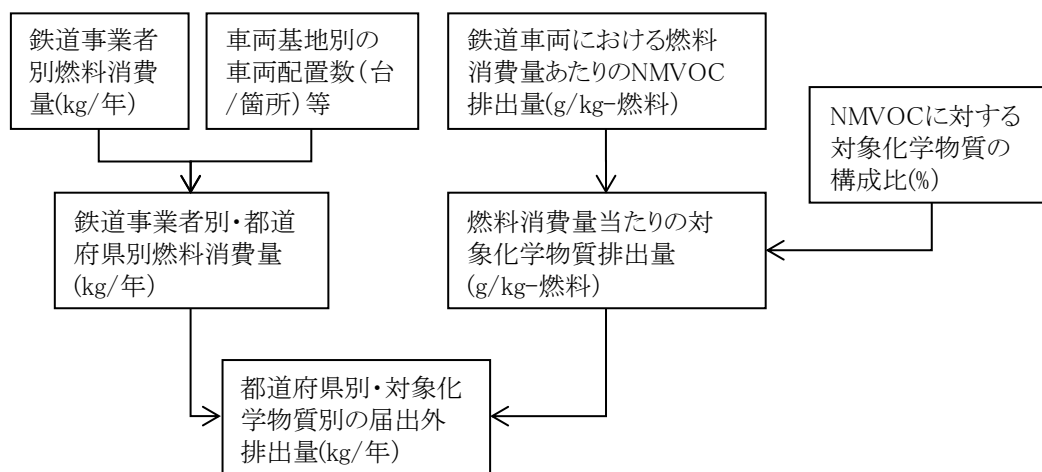 鉄道事業者
別燃料消費
量(kg/年)
車両基地別の
車両配置数(台
/箇所)等
鉄道車両における燃料
消費量あたりのNMVOC
排出量(g/kg-燃料)
NMVOCに対する
対象化学物質の
構成比(%)
鉄道事業者別・都道
府県別燃料消費量
(kg/年)
燃料消費量当たりの対
象化学物質排出量
(g/kg-燃料)
都道府県別・対象化
学物質別の届出外
排出量(kg/年)